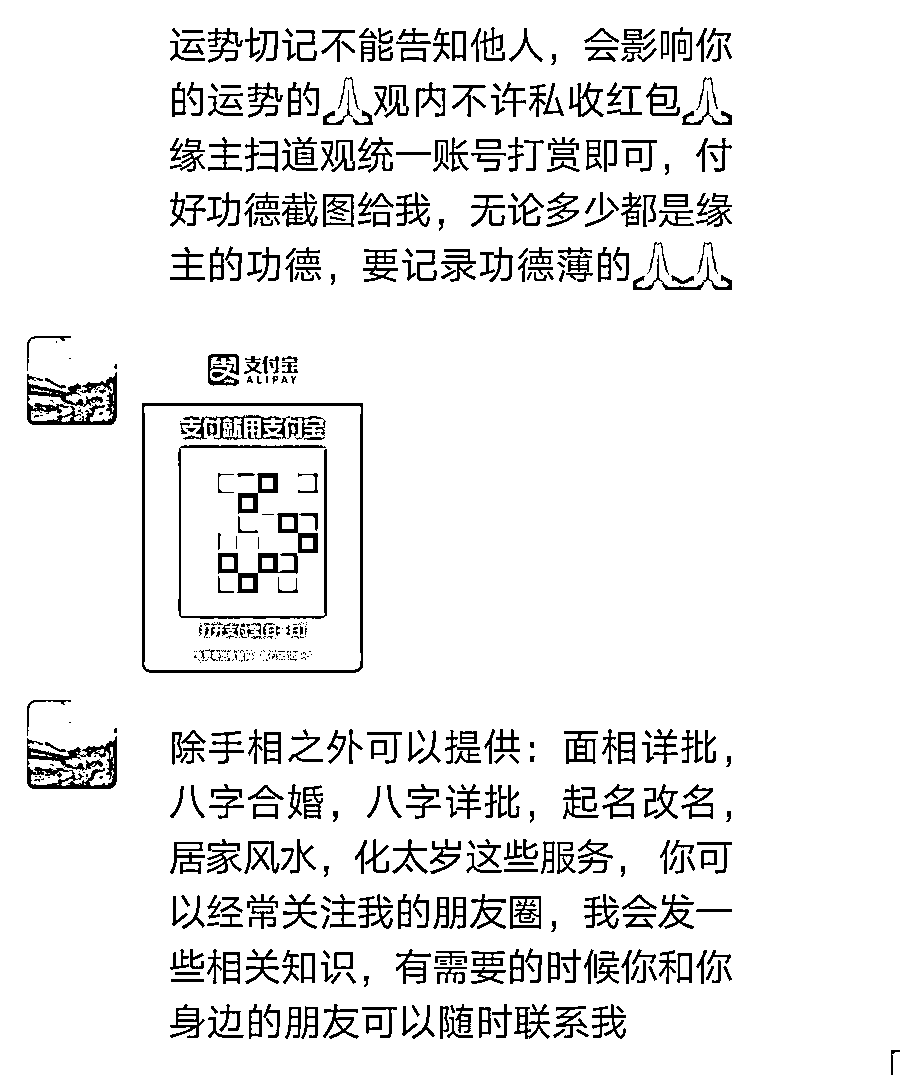 运势切记不能告知他人，会影响你
的运势的🙏观内不许私收红包🙏
缘主扫道观统一账号打赏即可，付
好功德截图给我，无论多少都是缘
主的功德，要记录功德薄的🙏🙏
支付宝
ALIPAY
支付就用支付宝
打开支付宝[扫一扫]
除手相之外可以提供：面相详批，
八字合婚，八字详批，起名改名，
居家风水，化太岁这些服务， 你可
以经常关注我的朋友圈，我会发一
些相关知识，有需要的时候你和你
身边的朋友可以随时联系我